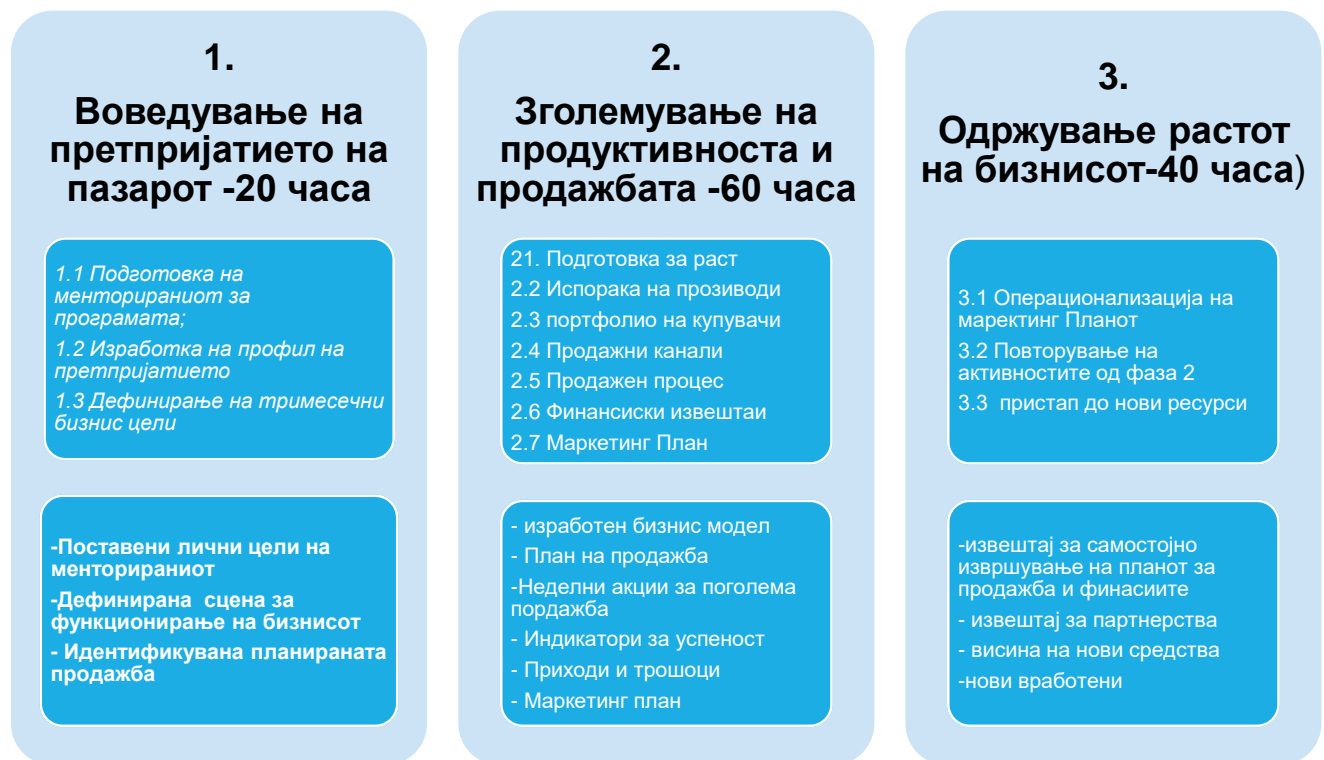 1.
Воведување на
претпријатието на
пазарот -20 часа
1.1 Подготовка на
менторираниот за
програмата;
1.2 Изработка на профил на
претпријатието
1.3 Дефинирање на тримесечни
бизнис цели
-Поставени лични цели на
менторираниот
-Дефинирана сцена за
функционирање на бизнисот
- Идентификувана планираната
продажба
2.
Зголемување на
продуктивноста и
продажбата -60 часа
21. Подготовка за раст
2.2 Испорака на прозиводи
2.3 портфолио на купувачи
2.4 Продажни канали
2.5 Продажен процес
2.6 Финансиски извештаи
2.7 Маркетинг План
- изработен бизнис модел
- План на продажба
-Неделни акции за поголема
пордажба
- Индикатори за успеност
- Приходи и трошоци
- Маркетинг план
3.
Одржување растот
на бизнисот-40 часа)
3.1 Операционализација на
маректинг Планот
3.2 Повторување на
активностите од фаза 2
3.3 пристап до нови ресурси
-извештај за самостојно
извршување на планот за
продажба и финасиите
- извештај за партнерства
- висина на нови средства
-нови вработени